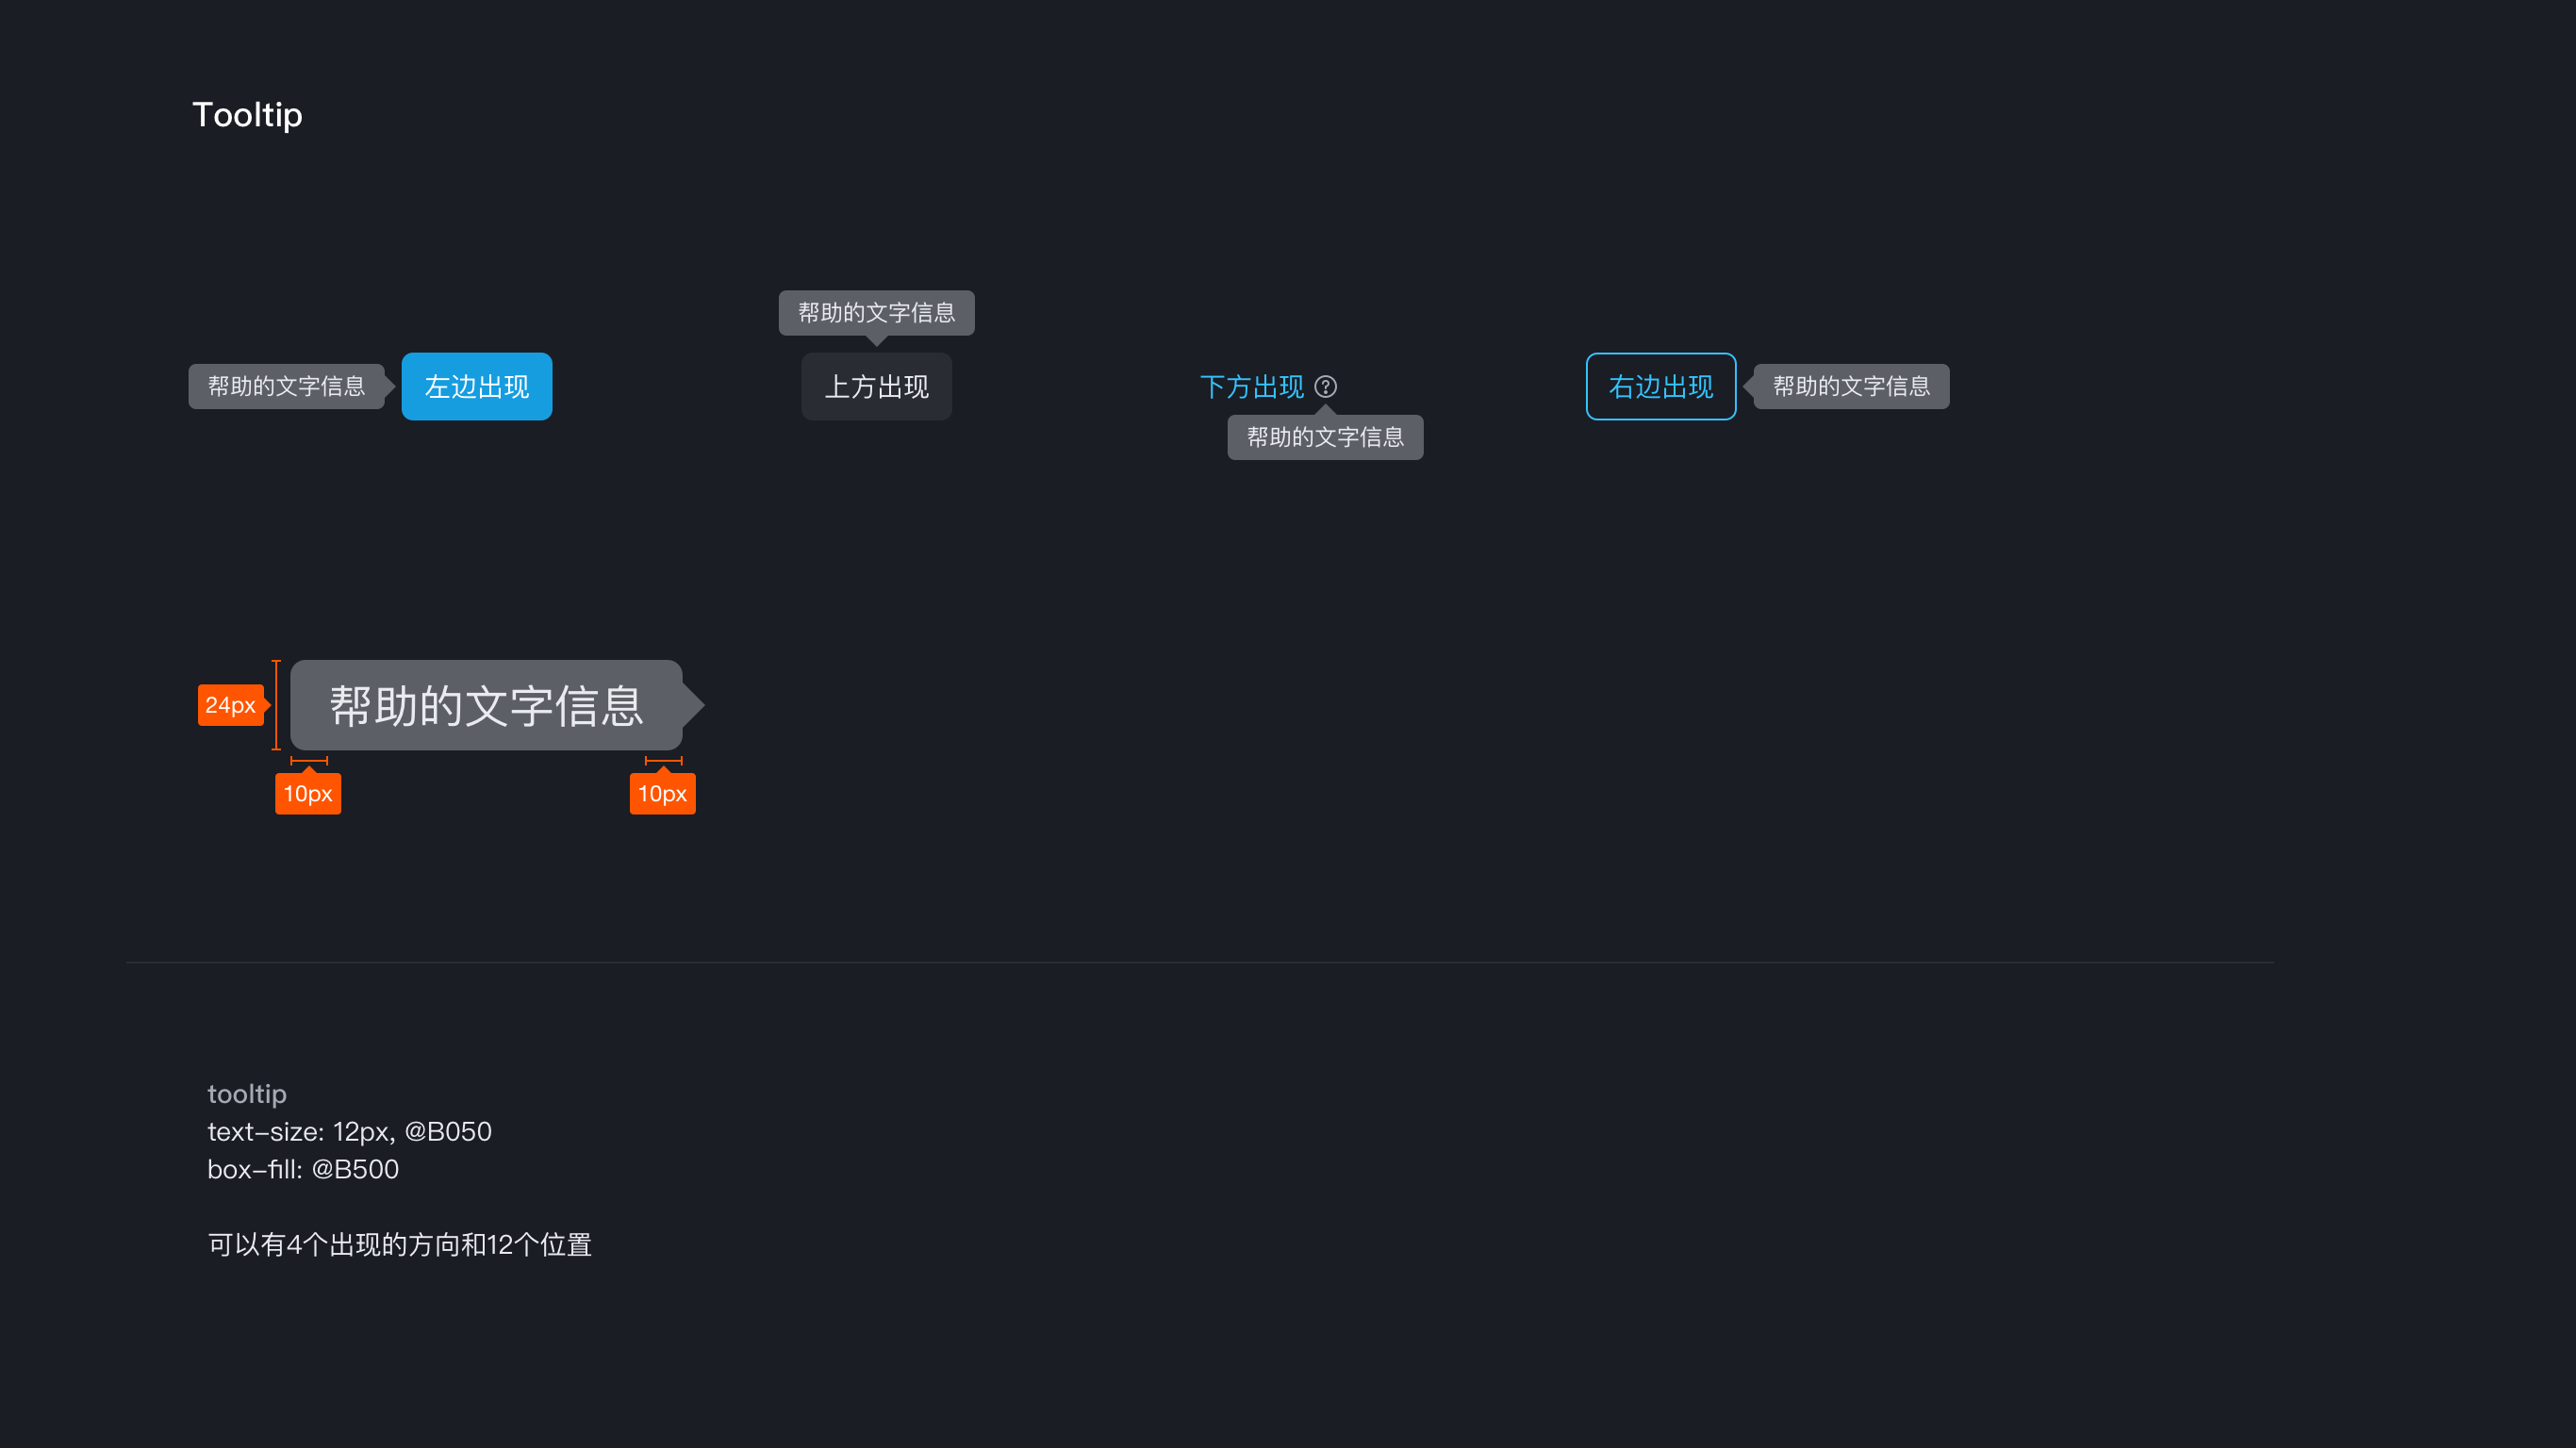 Tooltip
帮助的文字信息
帮助的文字信息
左边出现
上方出现
下方出现
右边出现
帮助的文字信息
帮助的文字信息
24px
帮助的文字信息
10px
10px
tooltip
text-size: 12px, @B050
box-fill: @B500
可以有4个出现的方向和12个位置